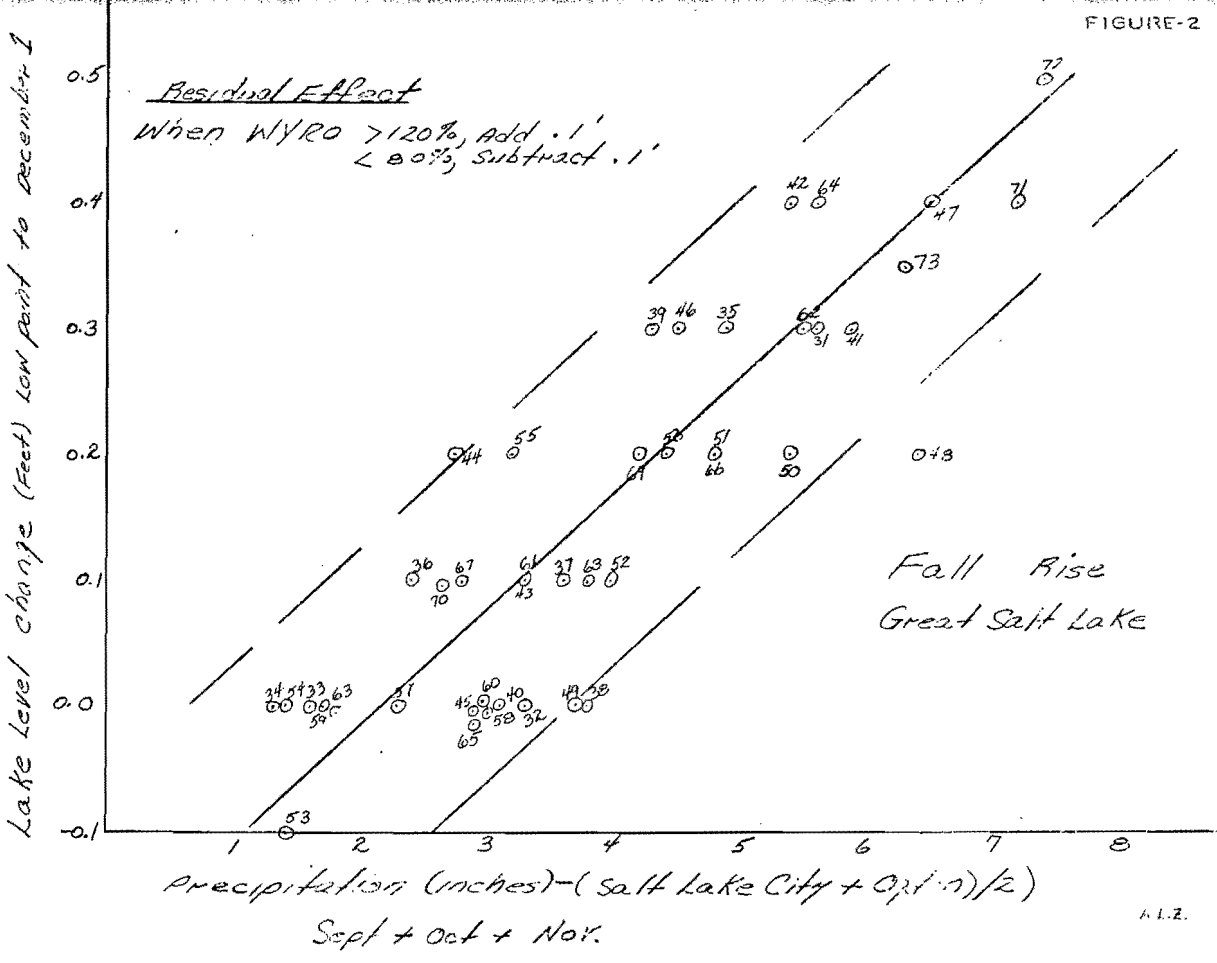 FIGURE-2
Lake Level Change (Feet) Low Point to December 1
Residual Effect
When WYRO >120%, Add .1'
< 80%, Subtract .1'
0.5
0.4
0.3
0.2
0.1
0.0
-0.1
72
42 64
47
71
73
39 46 35 62
31 41
44 55
69 51
66 50 48
36 67 61 37 63 52
70 43
34 54 33 63 57 60 40 49 38
59 45 58 32
65
53
Fall Rise
Great Salt Lake
1 2 3 4 5 6 7 8
Precipitation (inches)-(Salt Lake City + )/2)
Sept + Oct + Nov.